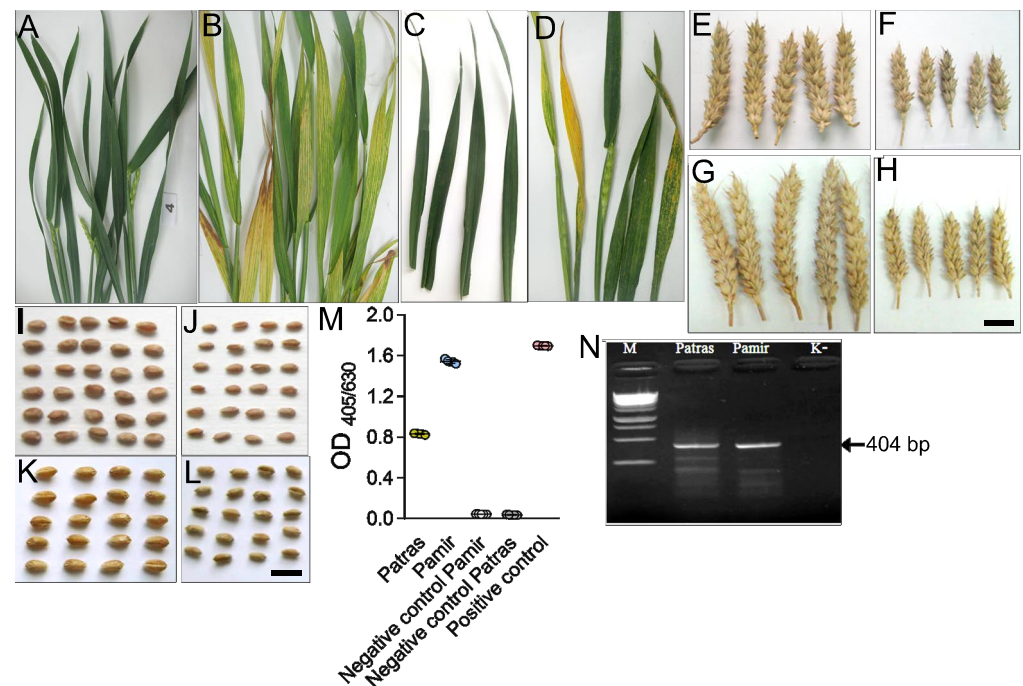 A
B
C
D
E
F
G
H
4
I
J
K
L
M
2.0
1.6
1.2
0.8
0.4
0.0
OD 405/630
Patras
Pamir
Negative control Pamir
Negative control Patras
Positive control
N
M Patras Pamir K-
404 bp